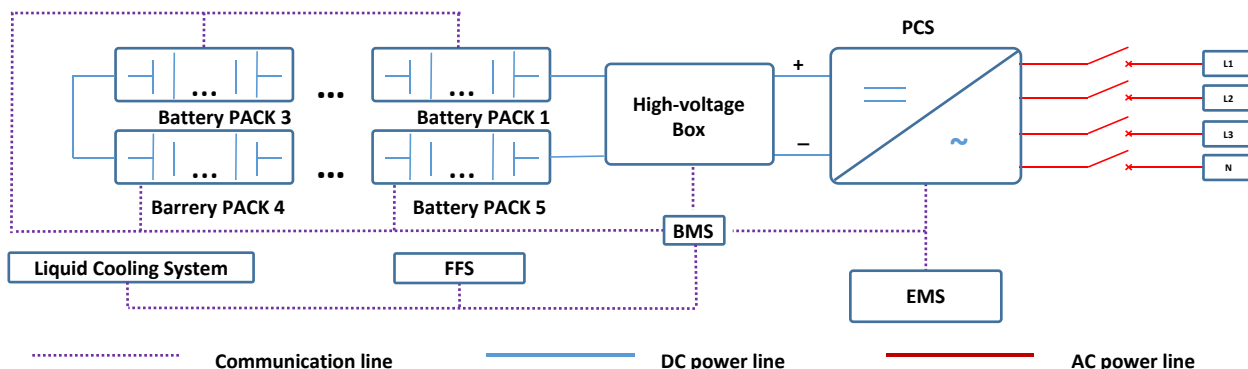 PCS
...
...
...
Battery PACK 3
Battery PACK 1
High-voltage
Box
+
−
~
L1
L2
L3
N
...
...
...
Barrery PACK 4
Battery PACK 5
BMS
Liquid Cooling System
FFS
EMS
Communication line
DC power line
AC power line